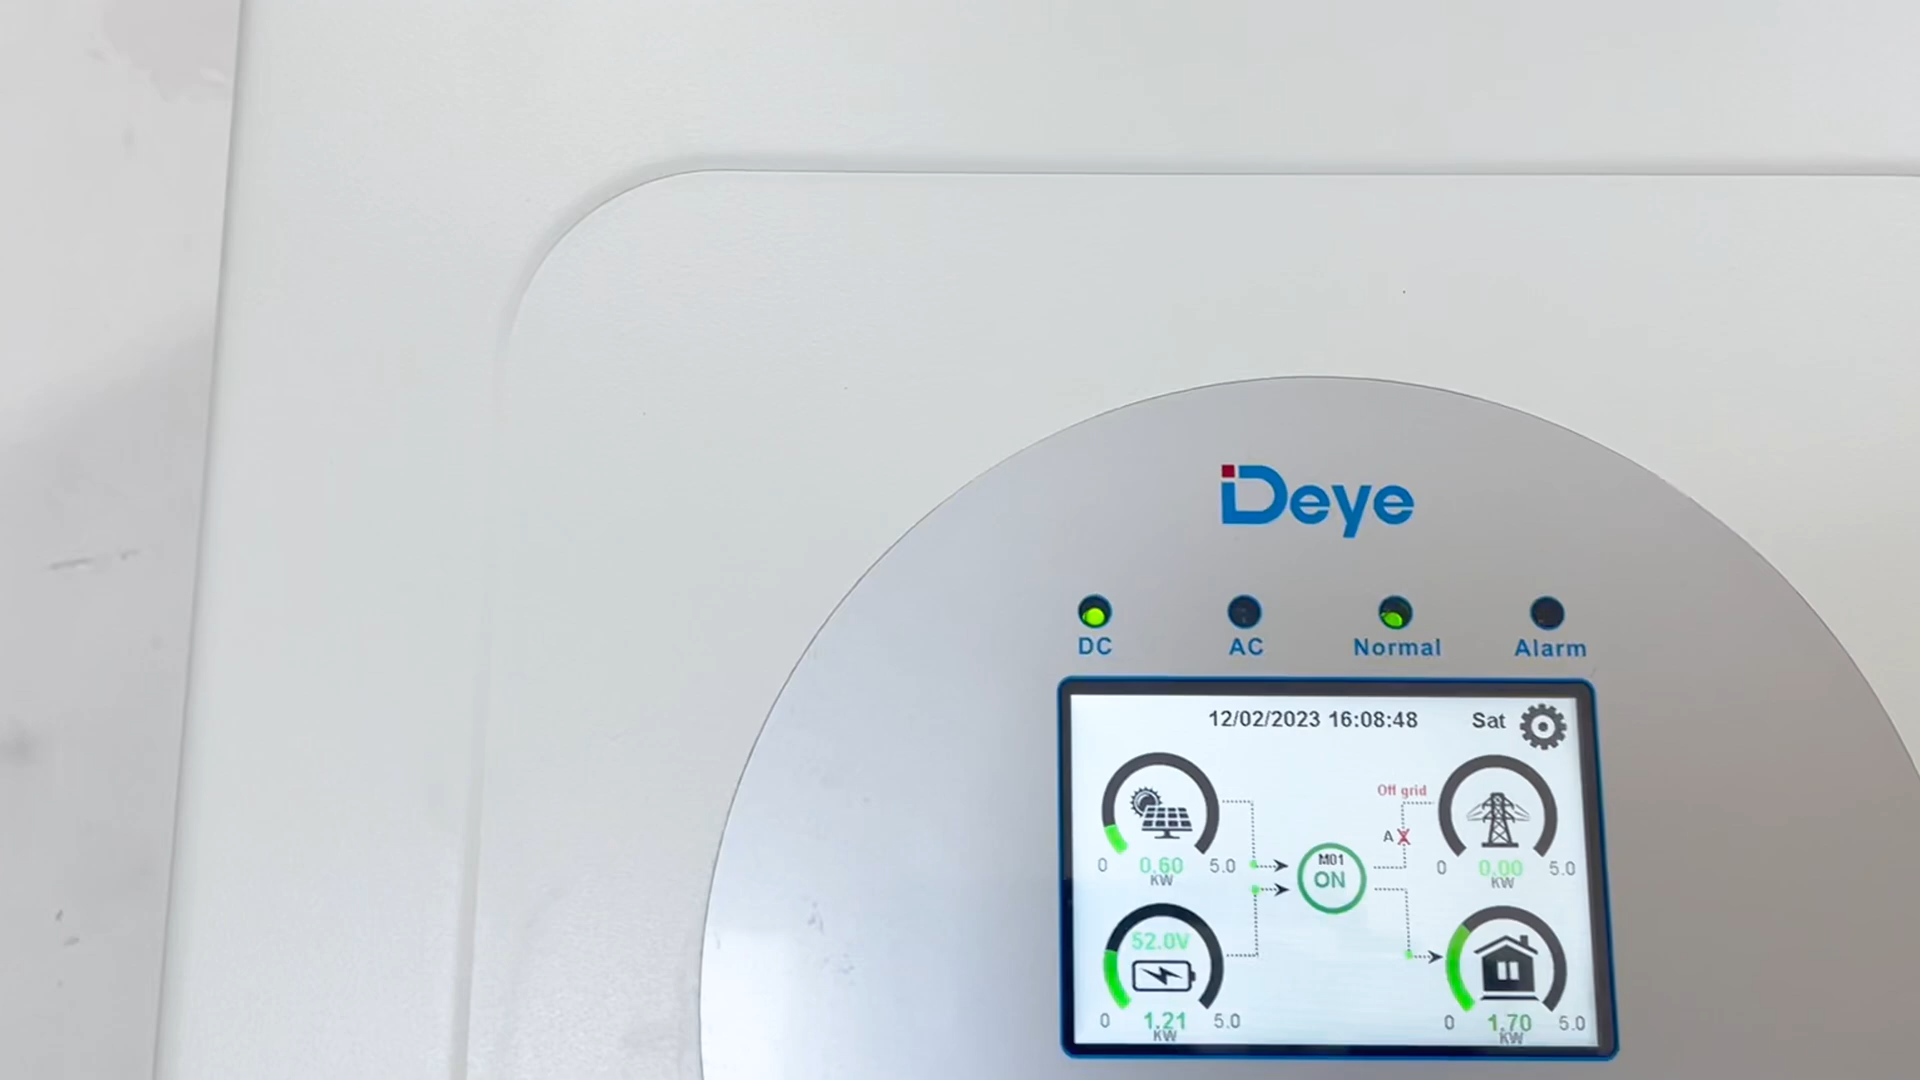 Deye
DC AC Normal Alarm
12/02/2023 16:08:48 Sat
Off grid
A
0 0.60 5.0
KW
M01
ON
0 0.00 5.0
KW
52.0V
0 1.21 5.0
KW
0 1.70 5.0
KW